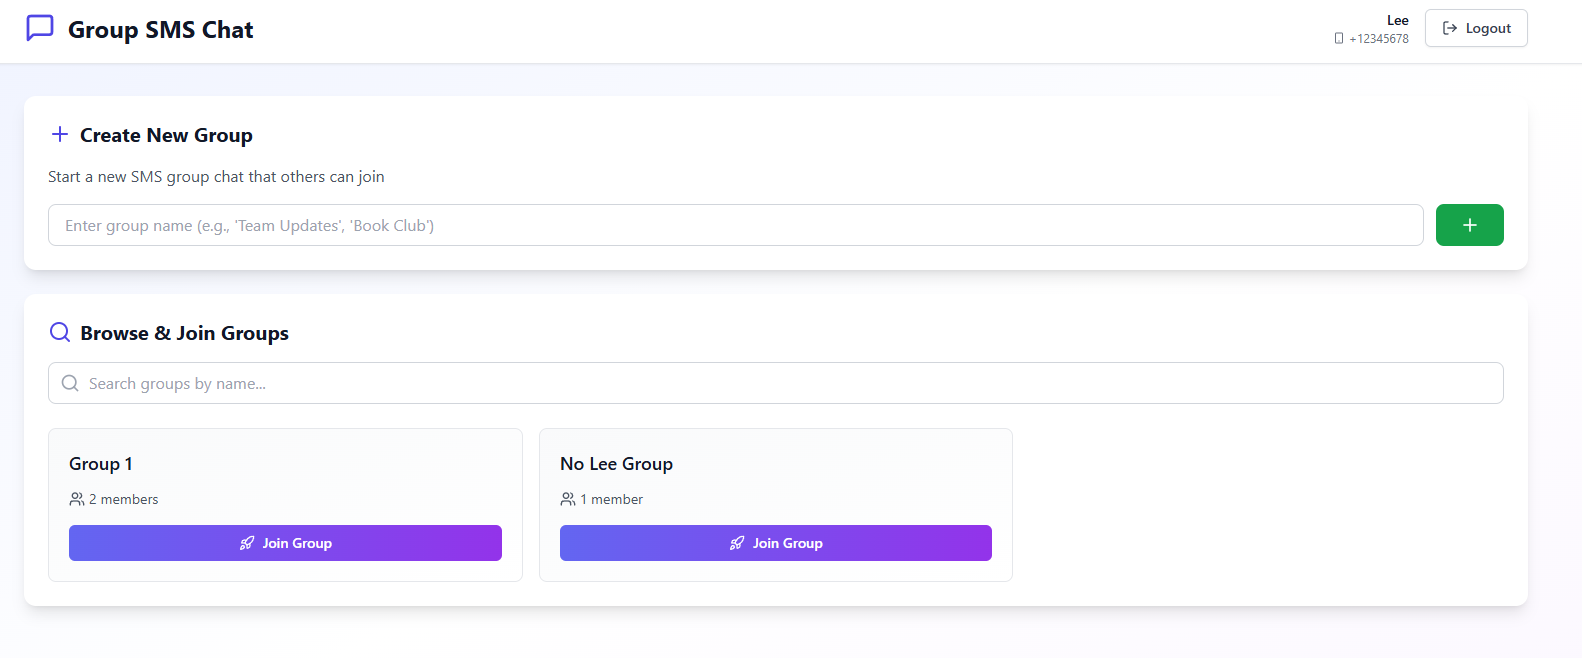 Group SMS Chat
Lee
+12345678
Logout
Create New Group
Start a new SMS group chat that others can join
Enter group name (e.g., 'Team Updates', 'Book Club')
Browse & Join Groups
Search groups by name...
Group 1
2 members
Join Group
No Lee Group
1 member
Join Group